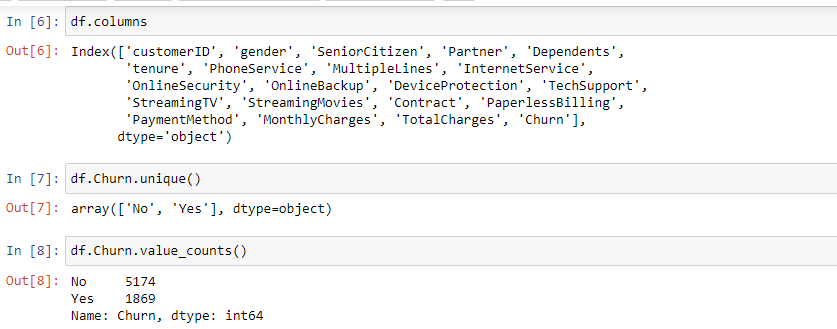 In [6]: df.columns
Out[6]: Index(['customerID', 'gender', 'SeniorCitizen', 'Partner', 'Dependents',
'tenure', 'PhoneService', 'MultipleLines', 'InternetService',
'OnlineSecurity', 'OnlineBackup', 'DeviceProtection', 'TechSupport',
'StreamingTV', 'StreamingMovies', 'Contract', 'PaperlessBilling',
'PaymentMethod', 'MonthlyCharges', 'TotalCharges', 'Churn'],
dtype='object')
In [7]: df.Churn.unique()
Out[7]: array(['No', 'Yes'], dtype=object)
In [8]: df.Churn.value_counts()
Out[8]: No 5174
Yes 1869
Name: Churn, dtype: int64